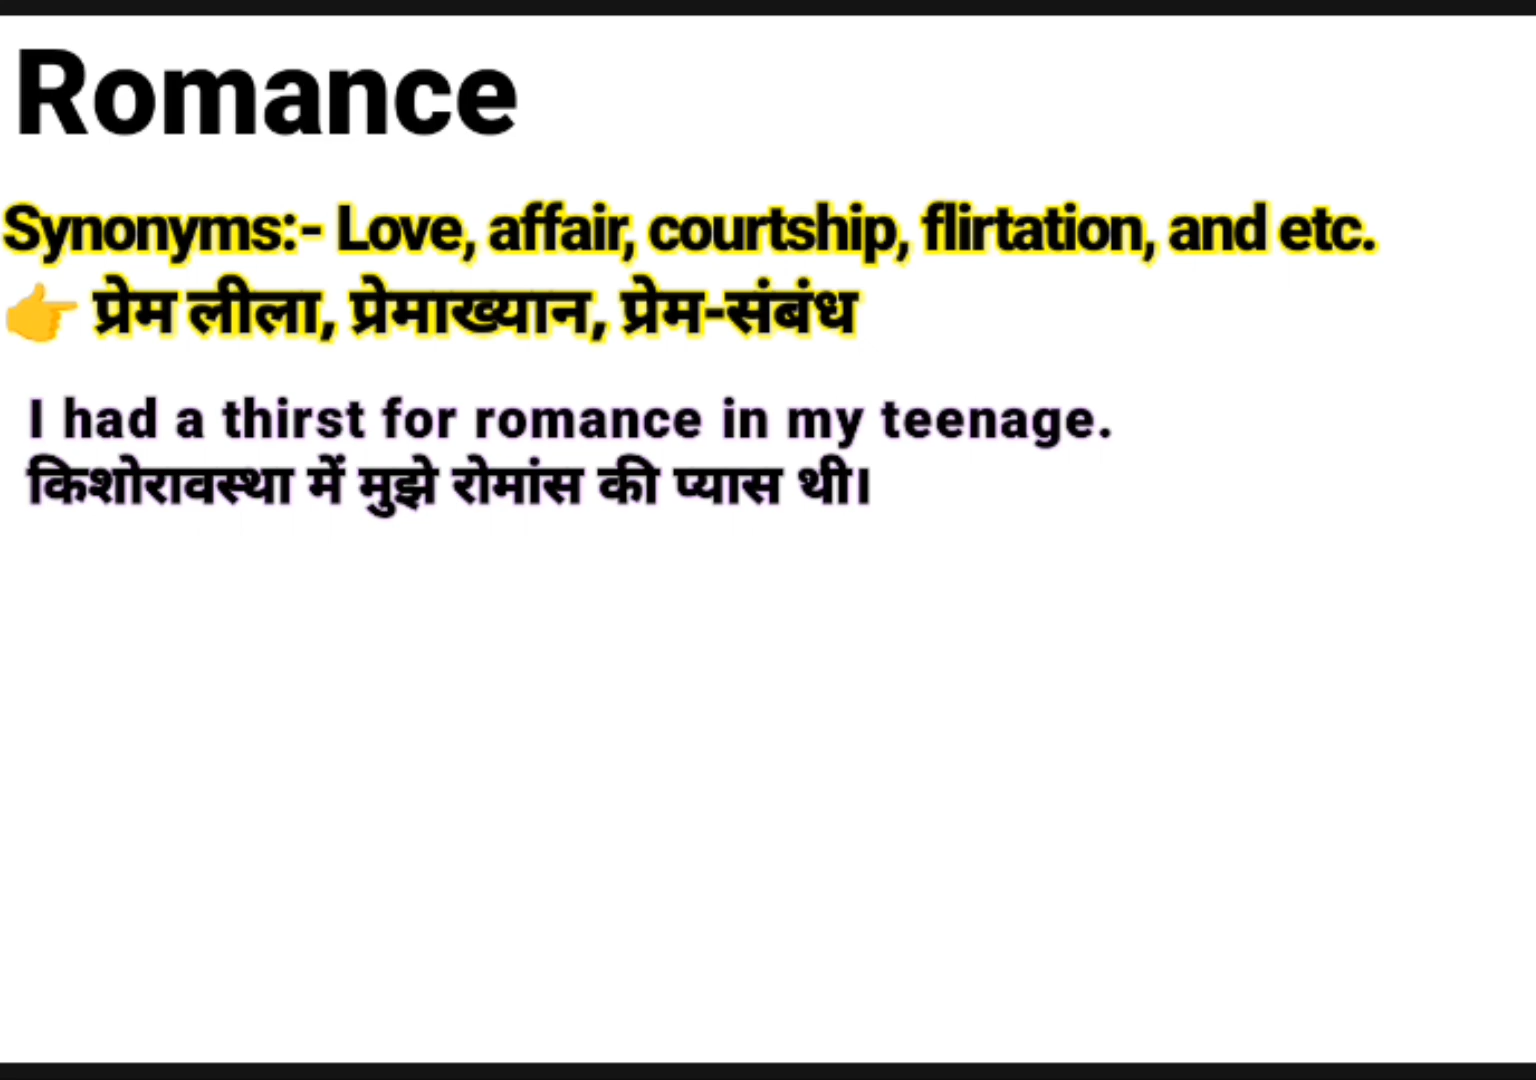 Romance
Synonyms:- Love, affair, courtship, flirtation, and etc.
👉 प्रेम लीला, प्रेमाख्यान, प्रेम-संबंध
I had a thirst for romance in my teenage.
किशोरावस्था में मुझे रोमांस की प्यास थी।